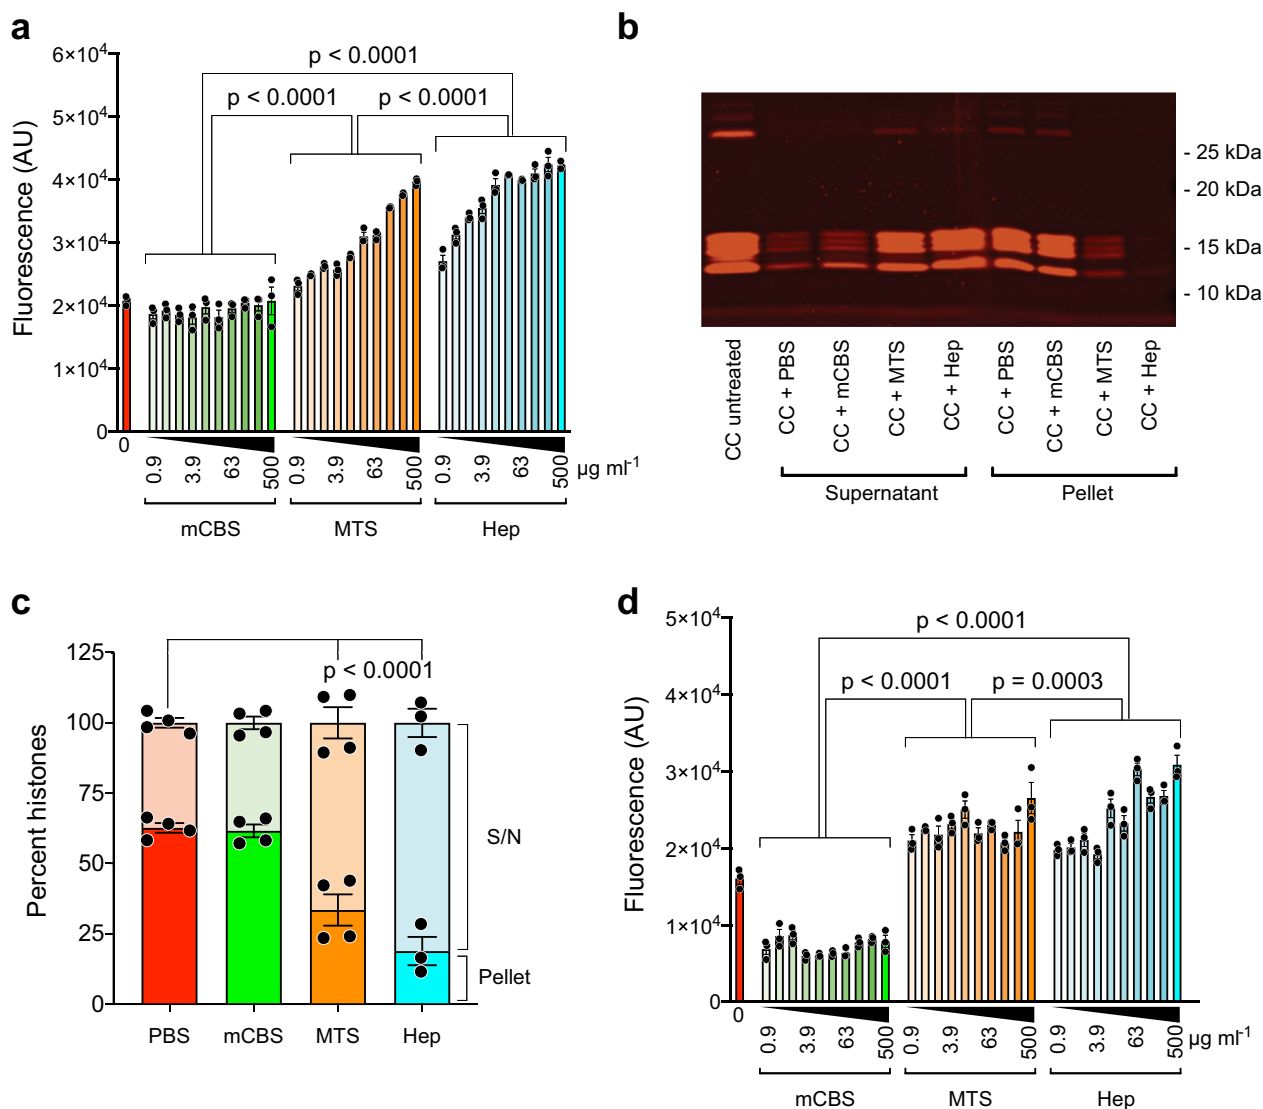 a
6×10⁴
5×10⁴
4×10⁴
3×10⁴
2×10⁴
1×10⁴
0
Fluorescence (AU)
p < 0.0001
p < 0.0001 p < 0.0001
0 0.9 3.9 63 500 0.9 3.9 63 500 0.9 3.9 63 500 µg ml⁻¹
mCBS MTS Hep
b
- 25 kDa
- 20 kDa
- 15 kDa
- 10 kDa
CC untreated
CC + PBS
CC + mCBS
CC + MTS
CC + Hep
CC + PBS
CC + mCBS
CC + MTS
CC + Hep
Supernatant Pellet
c
125
100
75
50
25
0
Percent histones
p < 0.0001
S/N
Pellet
PBS mCBS MTS Hep
d
5×10⁴
4×10⁴
3×10⁴
2×10⁴
1×10⁴
0
Fluorescence (AU)
p < 0.0001
p < 0.0001 p = 0.0003
0 0.9 3.9 63 500 0.9 3.9 63 500 0.9 3.9 63 500 µg ml⁻¹
mCBS MTS Hep